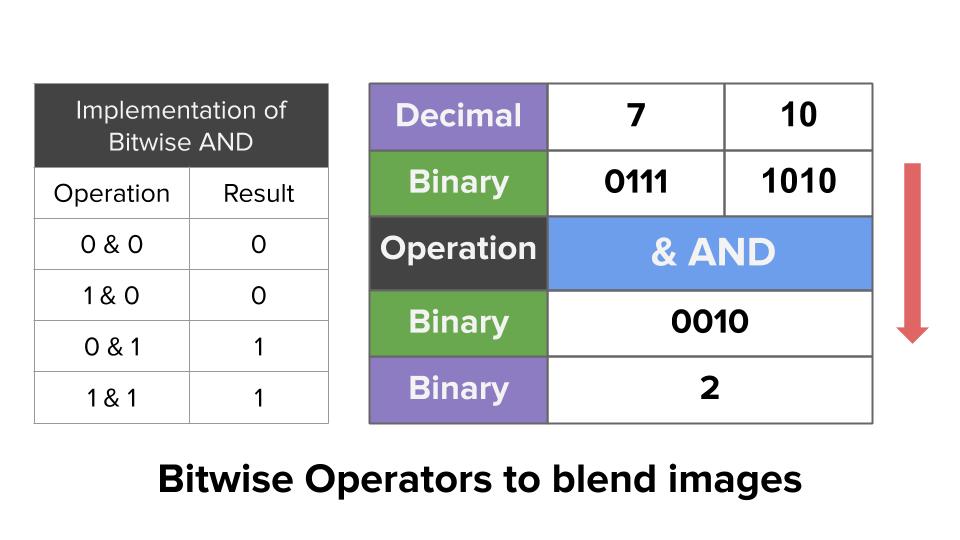 Implementation of
Bitwise AND
Operation Result
0 & 0 0
1 & 0 0
0 & 1 1
1 & 1 1
Decimal 7 10
Binary 0111 1010
Operation & AND
Binary 0010
Binary 2
Bitwise Operators to blend images